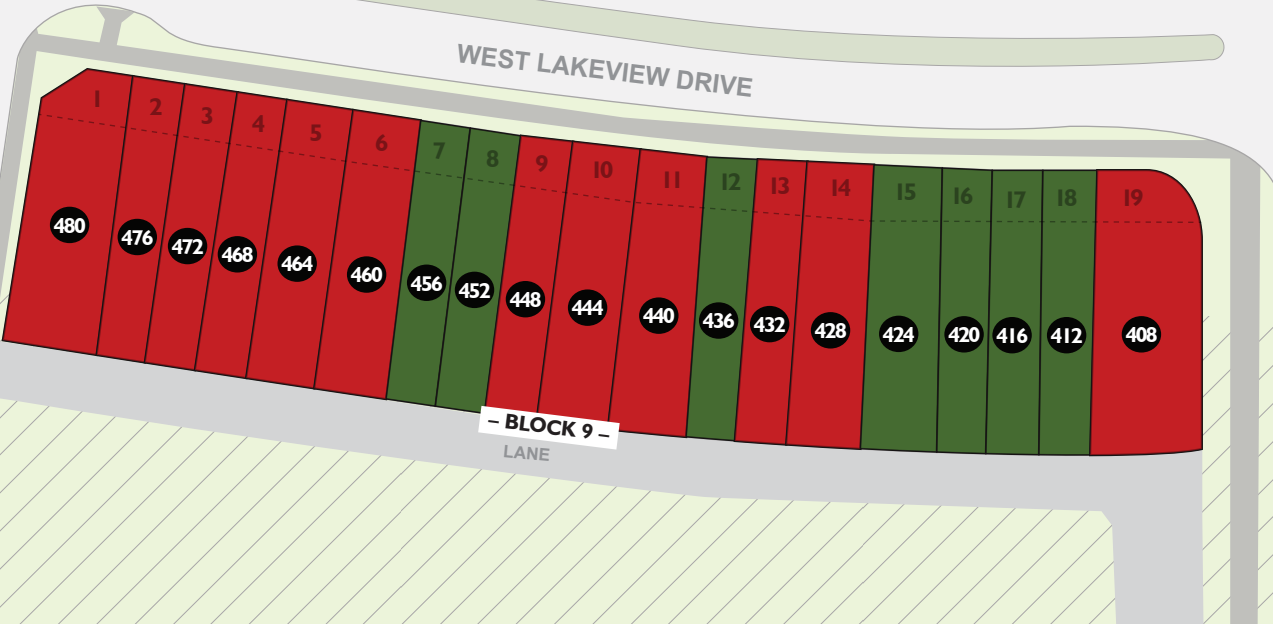 WEST LAKEVIEW DRIVE
1 2 3 4 5 6 7 8 9 10 11 12 13 14 15 16 17 18 19
480 476 472 468 464 460 456 452 448 444 440 436 432 428 424 420 416 412 408
– BLOCK 9 –
LANE